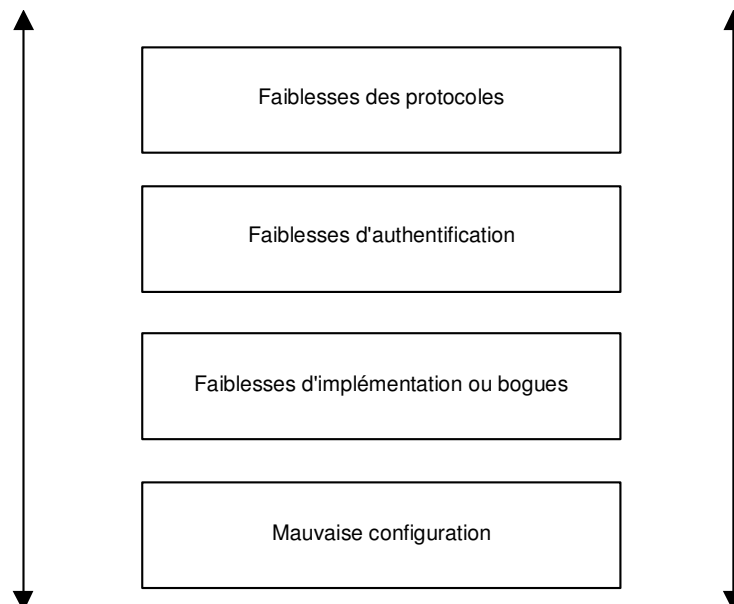 Faiblesses des protocoles
Faiblesses d'authentification
Faiblesses d'implémentation ou bogues
Mauvaise configuration